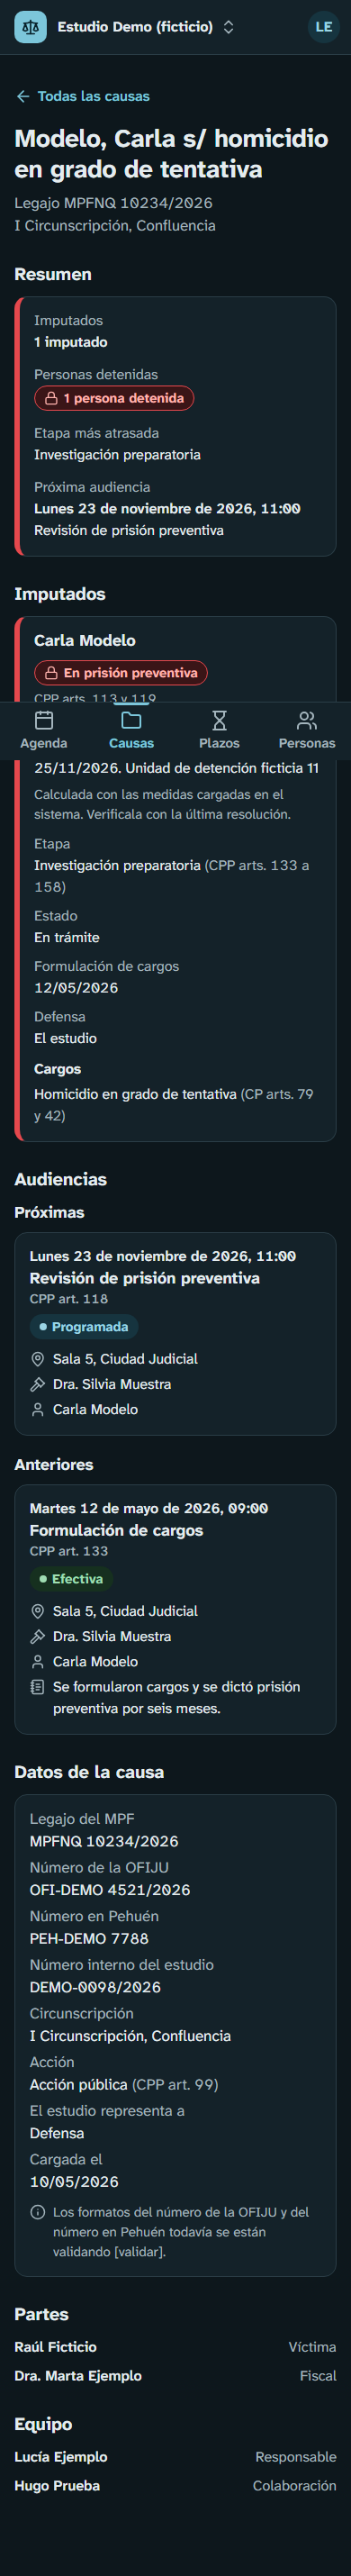 Estudio Demo (ficticio)
LE
Todas las causas
Modelo, Carla s/ homicidio
en grado de tentativa
Legajo MPFNQ 10234/2026
I Circunscripción, Confluencia
Resumen
Imputados
1 imputado
Personas detenidas
1 persona detenida
Etapa más atrasada
Investigación preparatoria
Próxima audiencia
Lunes 23 de noviembre de 2026, 11:00
Revisión de prisión preventiva
Imputados
Carla Modelo
En prisión preventiva
CPP arts. 113 y 119
Agenda
Causas
Plazos
Personas
25/11/2026. Unidad de detención ficticia 11
Calculada con las medidas cargadas en el
sistema. Verificala con la última resolución.
Etapa
Investigación preparatoria (CPP arts. 133 a
158)
Estado
En trámite
Formulación de cargos
12/05/2026
Defensa
El estudio
Cargos
Homicidio en grado de tentativa (CP arts. 79
y 42)
Audiencias
Próximas
Lunes 23 de noviembre de 2026, 11:00
Revisión de prisión preventiva
CPP art. 118
Programada
Sala 5, Ciudad Judicial
Dra. Silvia Muestra
Carla Modelo
Anteriores
Martes 12 de mayo de 2026, 09:00
Formulación de cargos
CPP art. 133
Efectiva
Sala 5, Ciudad Judicial
Dra. Silvia Muestra
Carla Modelo
Se formularon cargos y se dictó prisión
preventiva por seis meses.
Datos de la causa
Legajo del MPF
MPFNQ 10234/2026
Número de la OFIJU
OFI-DEMO 4521/2026
Número en Pehuén
PEH-DEMO 7788
Número interno del estudio
DEMO-0098/2026
Circunscripción
I Circunscripción, Confluencia
Acción
Acción pública (CPP art. 99)
El estudio representa a
Defensa
Cargada el
10/05/2026
Los formatos del número de la OFIJU y del
número en Pehuén todavía se están
validando [validar].
Partes
Raúl Ficticio
Víctima
Dra. Marta Ejemplo
Fiscal
Equipo
Lucía Ejemplo
Responsable
Hugo Prueba
Colaboración